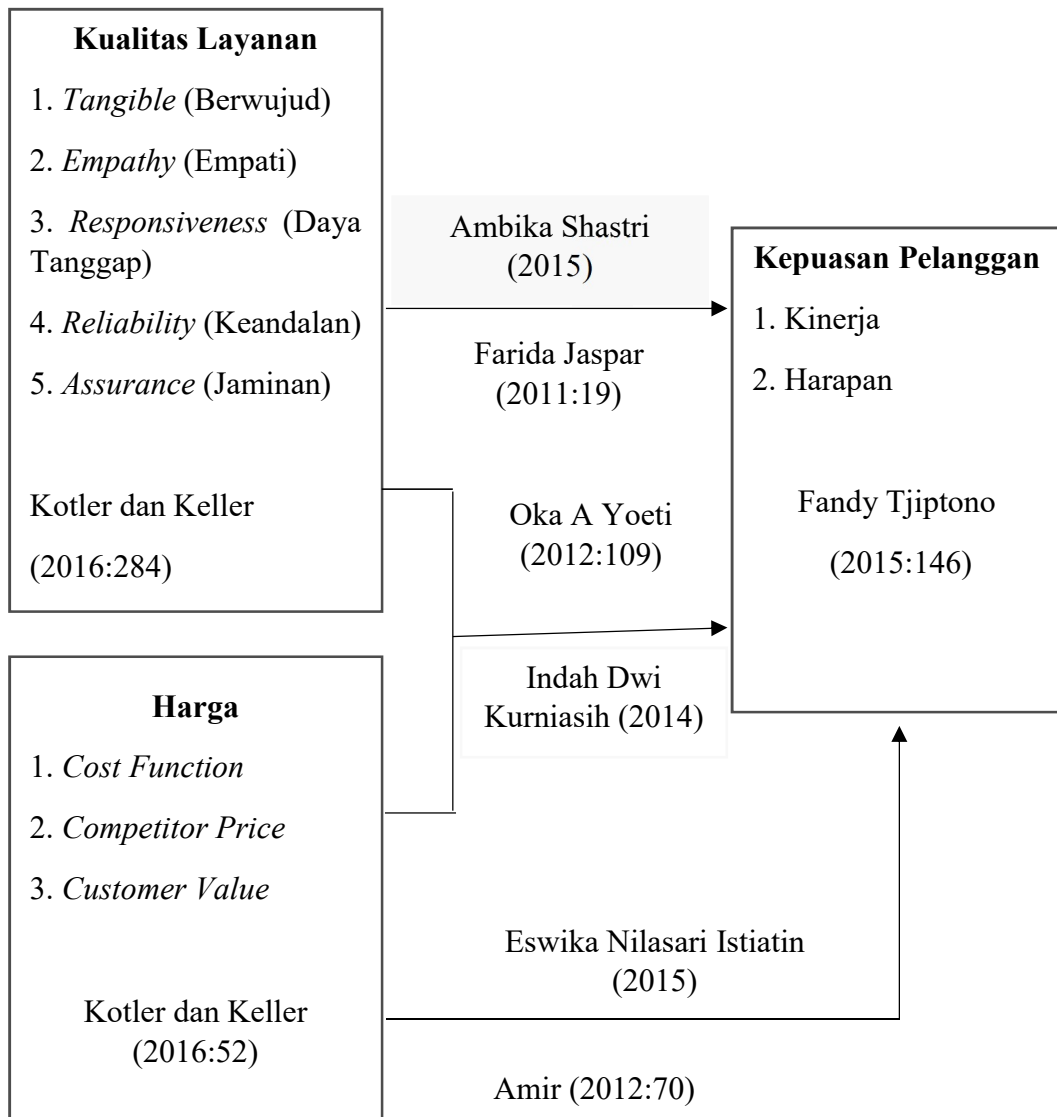 Kualitas Layanan
1. Tangible (Berwujud)
2. Empathy (Empati)
3. Responsiveness (Daya
Tanggap)
4. Reliability (Keandalan)
5. Assurance (Jaminan)
Kotler dan Keller
(2016:284)
Ambika Shastri
(2015)
Farida Jaspar
(2011:19)
Oka A Yoeti
(2012:109)
Indah Dwi
Kurniasih (2014)
Kepuasan Pelanggan
1. Kinerja
2. Harapan
Fandy Tjiptono
(2015:146)
Harga
1. Cost Function
2. Competitor Price
3. Customer Value
Kotler dan Keller
(2016:52)
Eswika Nilasari Istiatin
(2015)
Amir (2012:70)